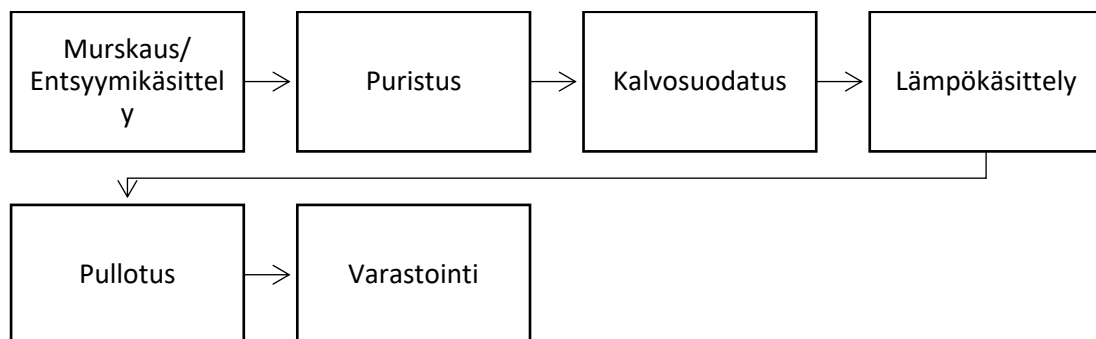 Murskaus/
Entsyymikäsittel
y
Puristus
Kalvosuodatus
Lämpökäsittely
Pullotus
Varastointi